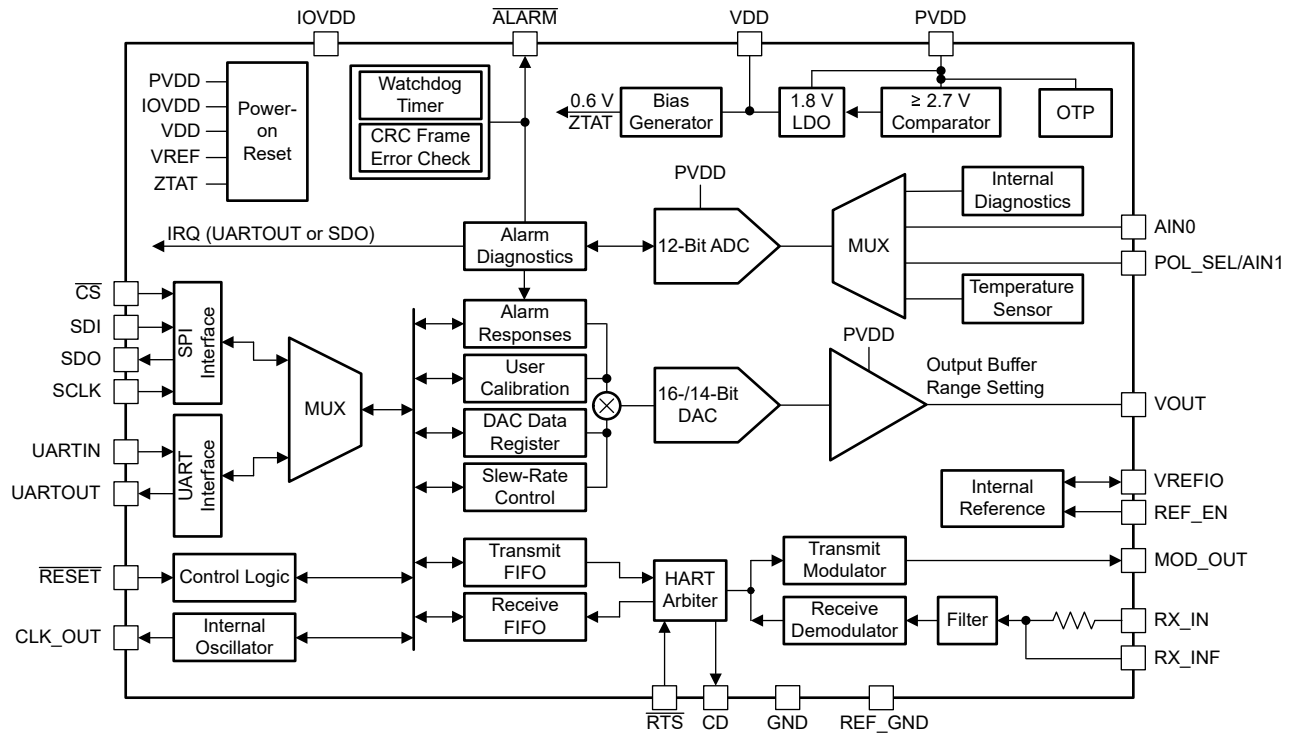 IOVDD
ALARM
VDD
PVDD
PVDD
IOVDD
VDD
VREF
ZTAT
Power-
on
Reset
Watchdog
Timer
CRC Frame
Error Check
0.6 V
ZTAT
Bias
Generator
1.8 V
LDO
≥ 2.7 V
Comparator
OTP
IRQ (UARTOUT or SDO)
Alarm
Diagnostics
PVDD
12-Bit ADC
MUX
Internal
Diagnostics
Temperature
Sensor
AIN0
POL_SEL/AIN1
CS
SDI
SDO
SCLK
SPI
Interface
UARTIN
UARTOUT
UART
Interface
MUX
Alarm
Responses
User
Calibration
DAC Data
Register
Slew-Rate
Control
16-/14-Bit
DAC
PVDD
Output Buffer
Range Setting
VOUT
Internal
Reference
VREFIO
REF_EN
RESET
Control Logic
CLK_OUT
Internal
Oscillator
Transmit
FIFO
Receive
FIFO
HART
Arbiter
Transmit
Modulator
Receive
Demodulator
Filter
MOD_OUT
RX_IN
RX_INF
RTS
CD
GND
REF_GND